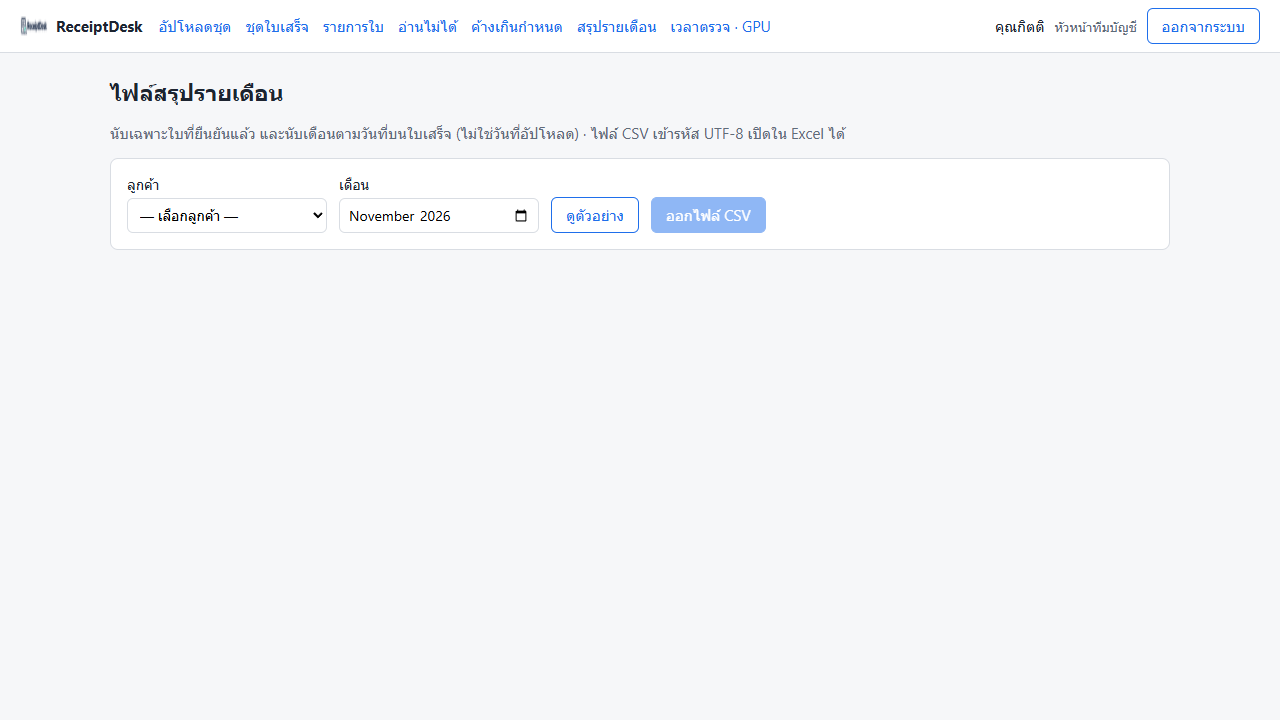 ReceiptDesk อัปโหลดชุด ชุดใบเสร็จ รายการใบ อ่านไม่ได้ ค้างเกินกำหนด สรุปรายเดือน เวลาตรวจ · GPU คุณกิตติ หัวหน้าทีมบัญชี ออกจากระบบ
ไฟล์สรุปรายเดือน
นับเฉพาะใบที่ยืนยันแล้ว และนับเดือนตามวันที่บนใบเสร็จ (ไม่ใช่วันที่อัปโหลด) · ไฟล์ CSV เข้ารหัส UTF-8 เปิดใน Excel ได้
ลูกค้า เดือน
— เลือกลูกค้า — November 2026 ดูตัวอย่าง ออกไฟล์ CSV